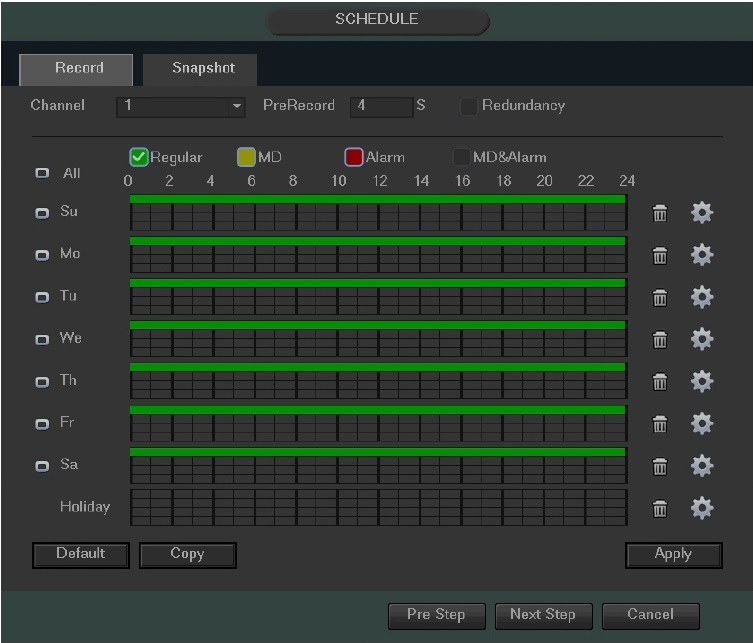 SCHEDULE
Record Snapshot
Channel 1 PreRecord 4 S Redundancy
Regular MD Alarm MD&Alarm
All
0 2 4 6 8 10 12 14 16 18 20 22 24
Su
Mo
Tu
We
Th
Fr
Sa
Holiday
Default Copy Apply
Pre Step Next Step Cancel